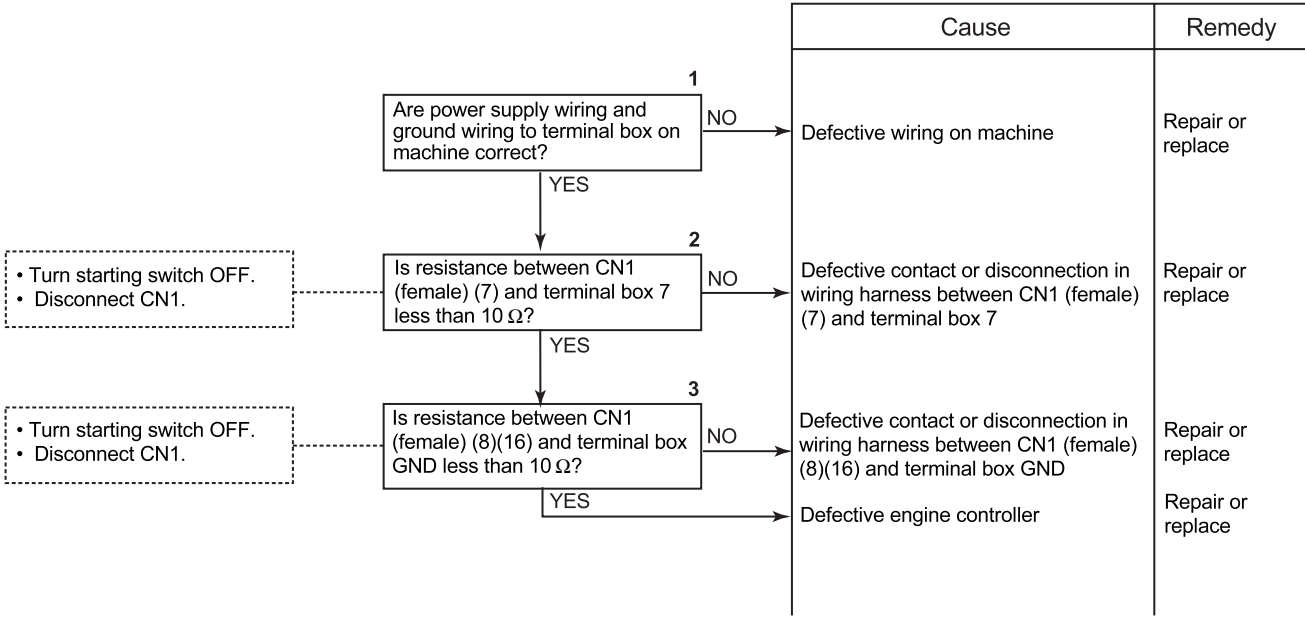 Cause
Remedy
1
Are power supply wiring and
ground wiring to terminal box on
machine correct?
NO
Defective wiring on machine
Repair or
replace
YES
• Turn starting switch OFF.
• Disconnect CN1.
2
Is resistance between CN1
(female) (7) and terminal box 7
less than 10 Ω?
NO
Defective contact or disconnection in
wiring harness between CN1 (female)
(7) and terminal box 7
Repair or
replace
YES
• Turn starting switch OFF.
• Disconnect CN1.
3
Is resistance between CN1
(female) (8)(16) and terminal box
GND less than 10 Ω?
NO
Defective contact or disconnection in
wiring harness between CN1 (female)
(8)(16) and terminal box GND
Repair or
replace
YES
Defective engine controller
Repair or
replace